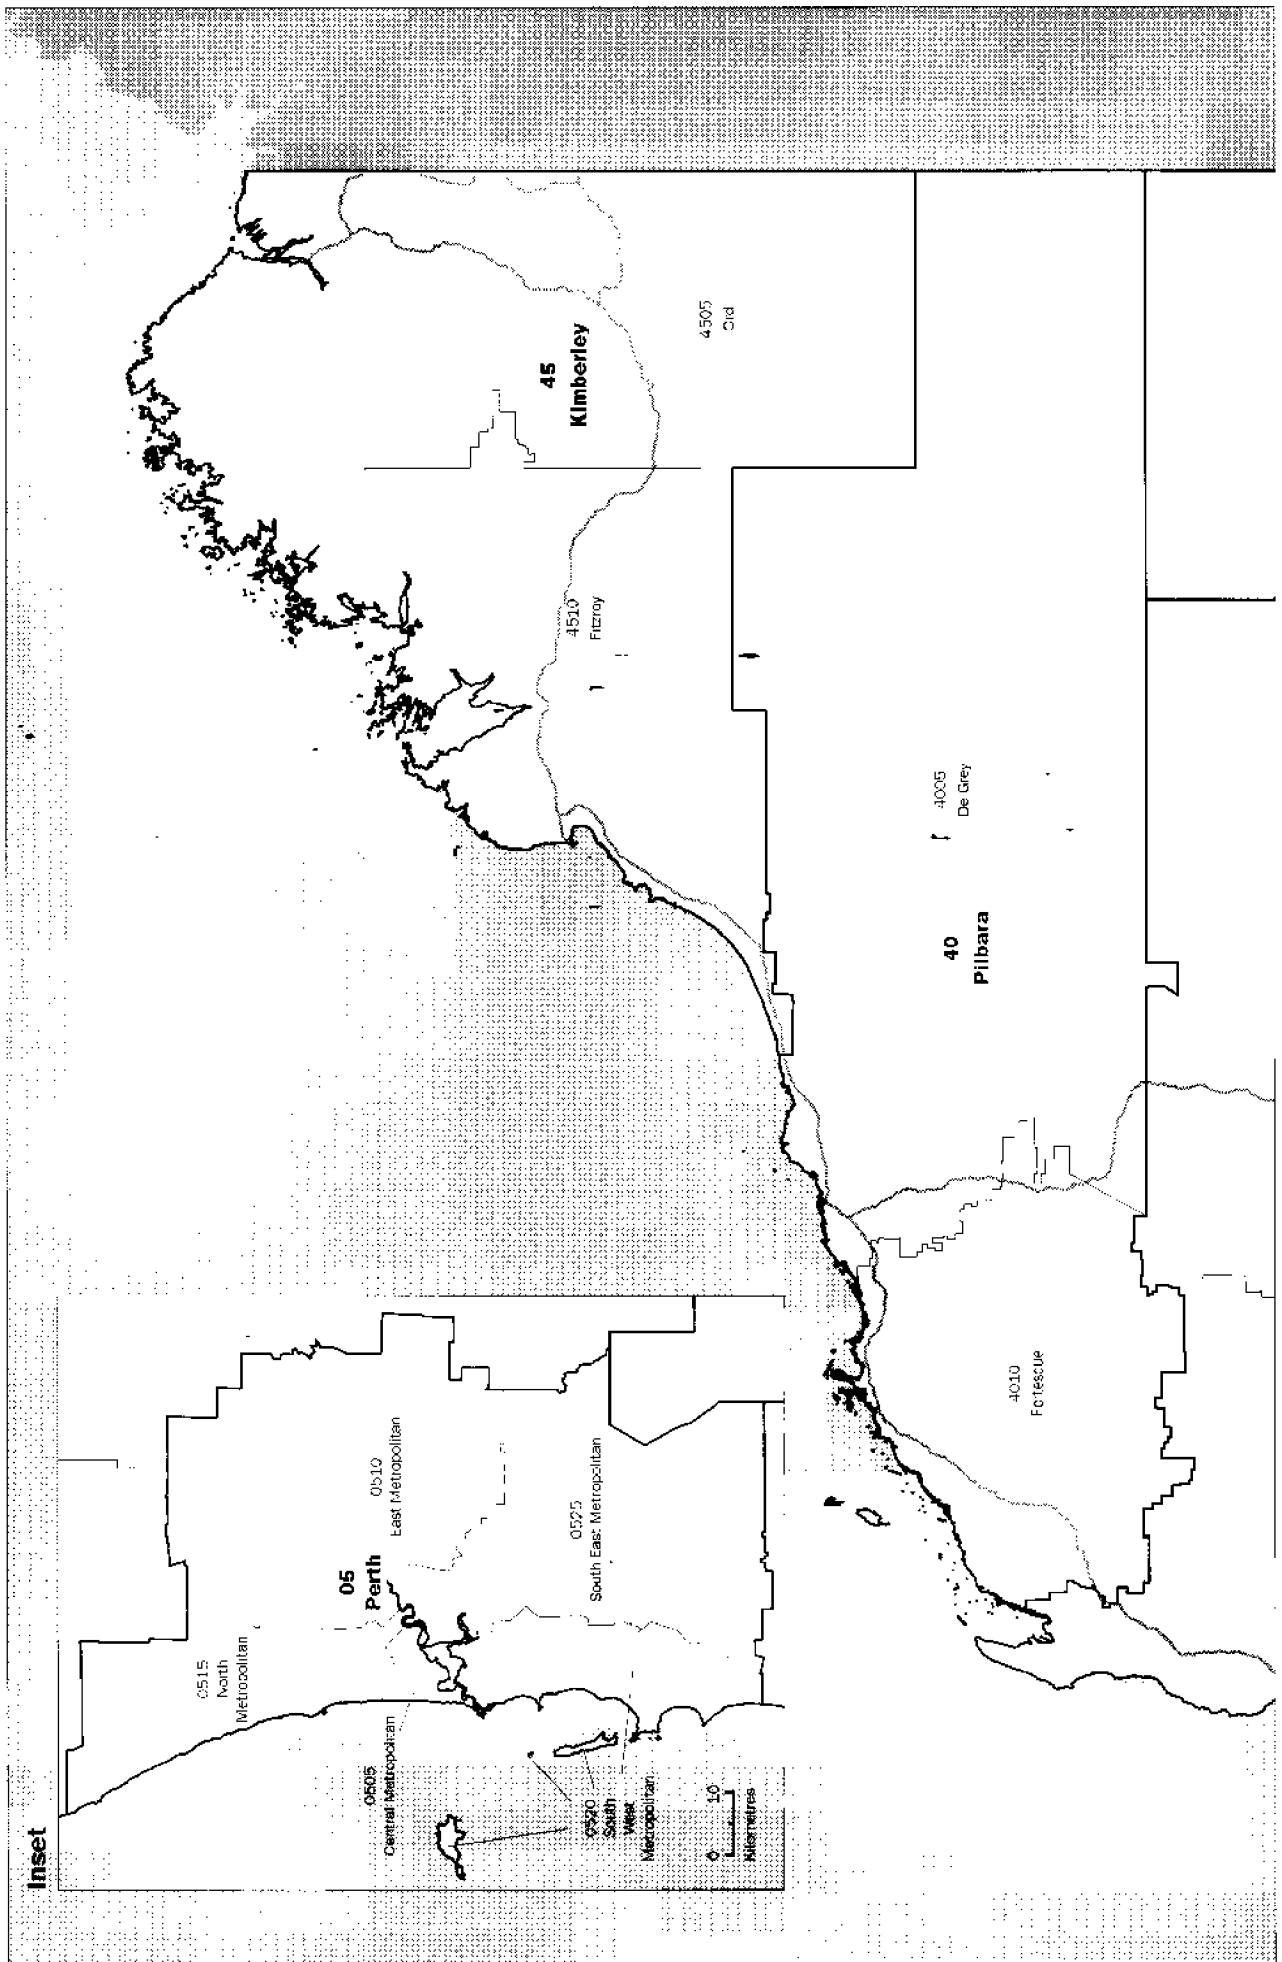 Inset
0515
North
Metropolitan
05
Perth
0510
East Metropolitan
0505
Central Metropolitan
0525
South East Metropolitan
0520
South
West
Metropolitan
0 10
Kilometres
45
Kimberley
4505
Ord
4510
Fitzroy
4005
De Grey
40
Pilbara
4010
Fortescue